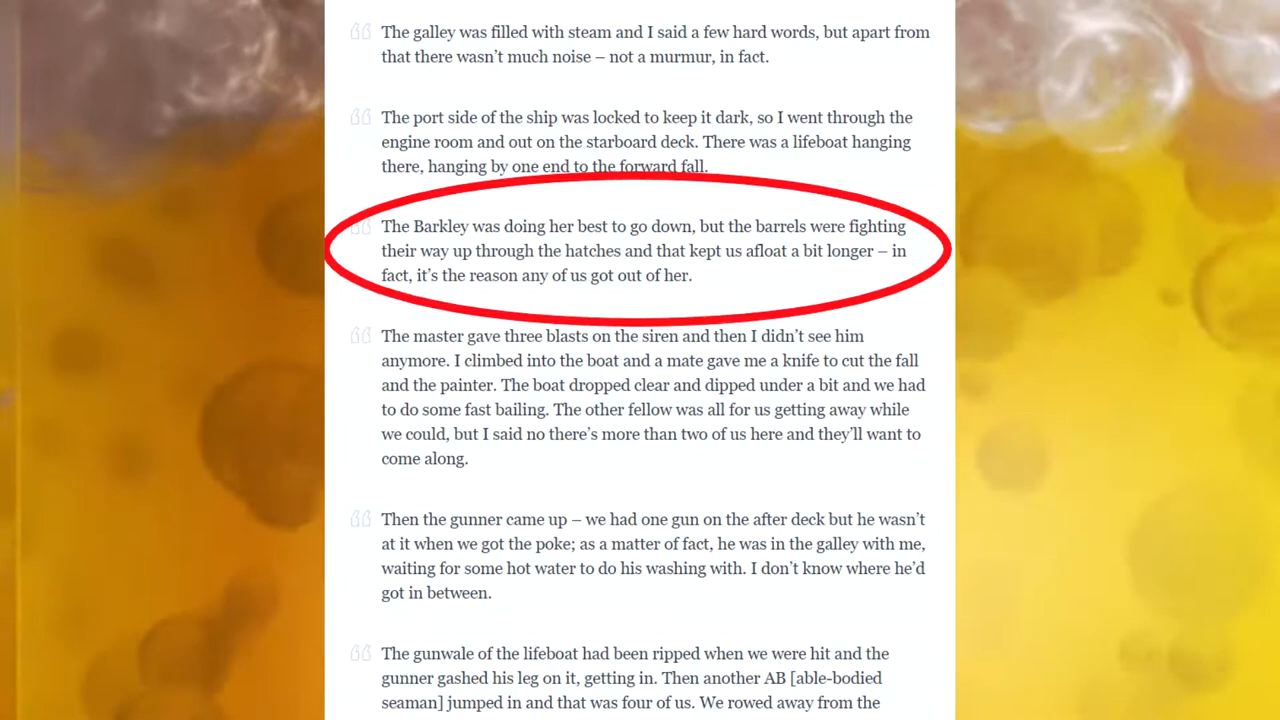 The galley was filled with steam and I said a few hard words, but apart from
that there wasn’t much noise – not a murmur, in fact.
The port side of the ship was locked to keep it dark, so I went through the
engine room and out on the starboard deck. There was a lifeboat hanging
there, hanging by one end to the forward fall.
The Barkley was doing her best to go down, but the barrels were fighting
their way up through the hatches and that kept us afloat a bit longer – in
fact, it’s the reason any of us got out of her.
The master gave three blasts on the siren and then I didn’t see him
anymore. I climbed into the boat and a mate gave me a knife to cut the fall
and the painter. The boat dropped clear and dipped under a bit and we had
to do some fast bailing. The other fellow was all for us getting away while
we could, but I said no there’s more than two of us here and they’ll want to
come along.
Then the gunner came up – we had one gun on the after deck but he wasn’t
at it when we got the poke; as a matter of fact, he was in the galley with me,
waiting for some hot water to do his washing with. I don’t know where he’d
got in between.
The gunwale of the lifeboat had been ripped when we were hit and the
gunner gashed his leg on it, getting in. Then another AB [able-bodied
seaman] jumped in and that was four of us. We rowed away from the